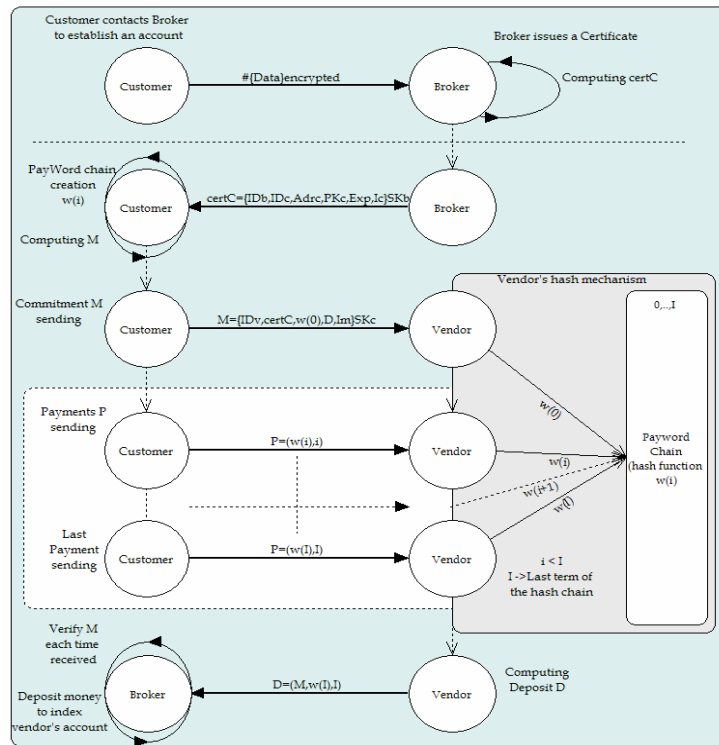 Customer contacts Broker
to establish an account
Broker issues a Certificate
Customer
#{Data}encrypted
Broker
Computing certC
PayWord chain
creation
w(i)
Customer
certC={IDb,IDc,Adrc,PKc,Exp,Ic}SKb
Broker
Computing M
Vendor's hash mechanism
Commitment M
sending
Customer
M={IDv,certC,w(0),D,Im}SKc
Vendor
0,..,I
w(0)
Payments P
sending
Customer
P=(w(i),i)
Vendor
w(i)
Payword
Chain
(hash function
w(i)
w(i+1)
w(I)
Last
Payment
sending
Customer
P=(w(I),I)
Vendor
i < I
I ->Last term of
the hash chain
Verify M
each time
received
Broker
D=(M,w(I),I)
Vendor
Computing
Deposit D
Deposit money
to index
vendor's account